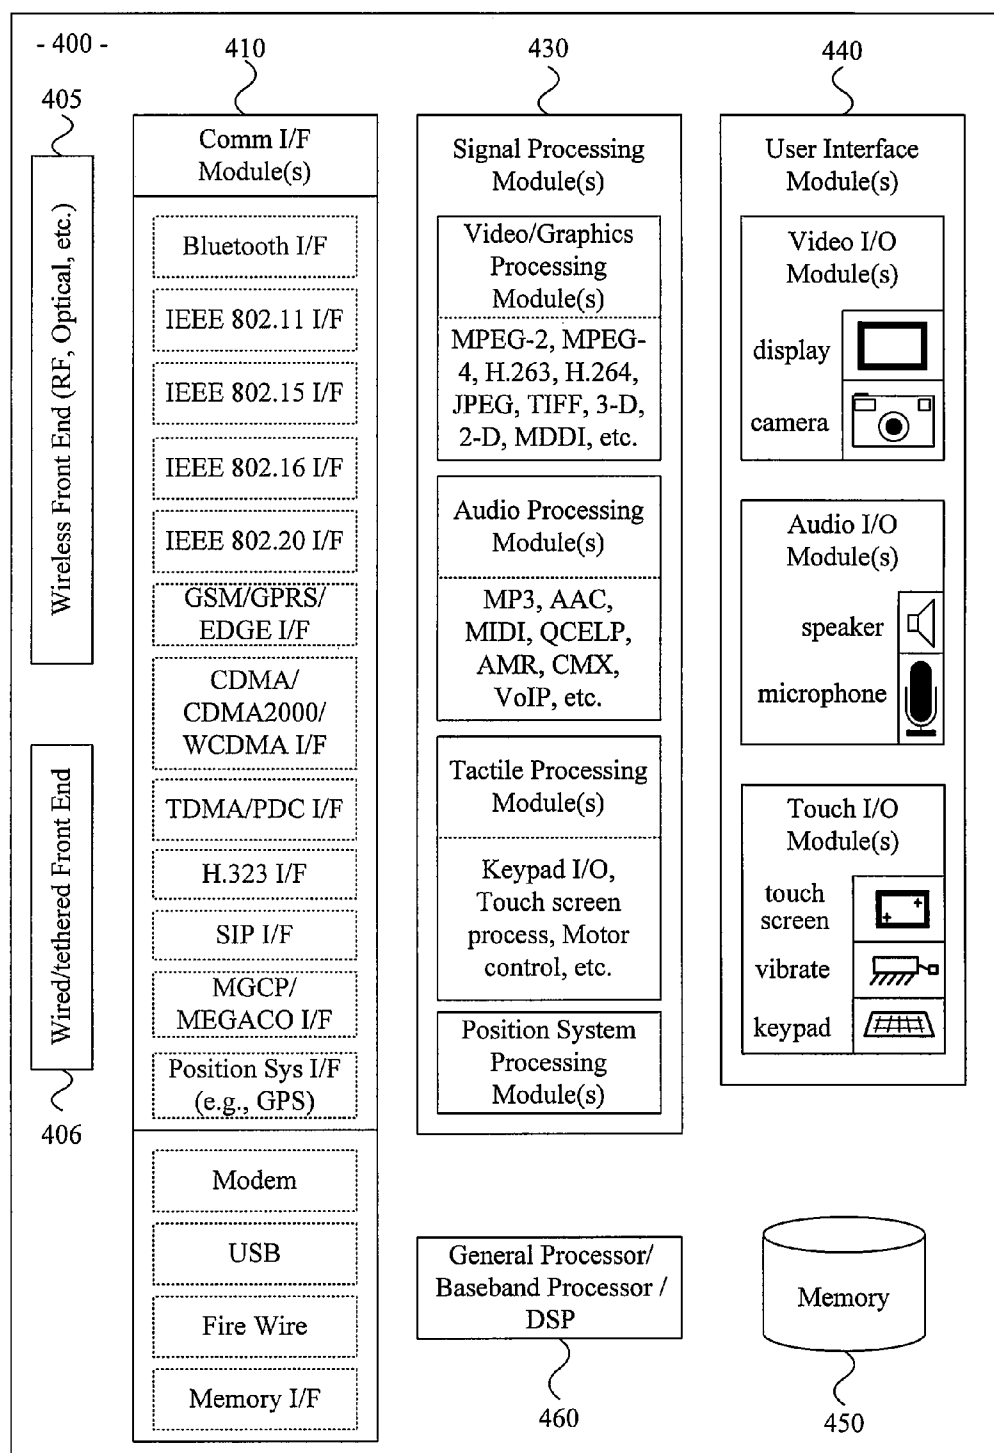 - 400 -
410
430
440
405
Wireless Front End (RF, Optical, etc.)
Wired/tethered Front End
406
Comm I/F
Module(s)
Bluetooth I/F
IEEE 802.11 I/F
IEEE 802.15 I/F
IEEE 802.16 I/F
IEEE 802.20 I/F
GSM/GPRS/
EDGE I/F
CDMA/
CDMA2000/
WCDMA I/F
TDMA/PDC I/F
H.323 I/F
SIP I/F
MGCP/
MEGACO I/F
Position Sys I/F
(e.g., GPS)
Modem
USB
Fire Wire
Memory I/F
Signal Processing
Module(s)
Video/Graphics
Processing
Module(s)
MPEG-2, MPEG-
4, H.263, H.264,
JPEG, TIFF, 3-D,
2-D, MDDI, etc.
Audio Processing
Module(s)
MP3, AAC,
MIDI, QCELP,
AMR, CMX,
VoIP, etc.
Tactile Processing
Module(s)
Keypad I/O,
Touch screen
process, Motor
control, etc.
Position System
Processing
Module(s)
General Processor/
Baseband Processor /
DSP
460
User Interface
Module(s)
Video I/O
Module(s)
display
camera
Audio I/O
Module(s)
speaker
microphone
Touch I/O
Module(s)
touch
screen
vibrate
keypad
Memory
450